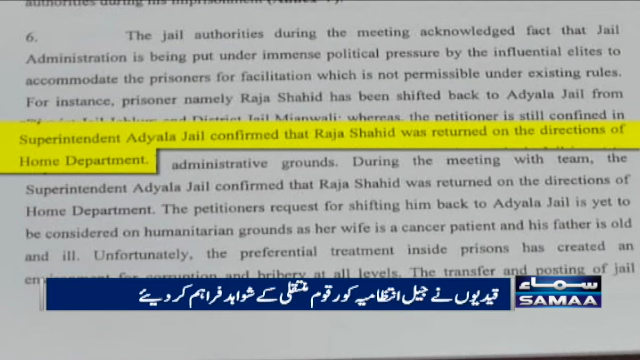 authorities during his imprisonment
6. The jail authorities during the meeting acknowledged fact that Jail
Administration is being put under immense political pressure by the influential elites to
accommodate the prisoners for facilitation which is not permissible under existing rules.
For instance, prisoner namely Raja Shahid has been shifted back to Adyala Jail from
Jail Jhelum and District Jail Mianwali; whereas, the petitioner is still confined in
Superintendent Adyala Jail confirmed that Raja Shahid was returned on the directions of
Home Department.
administrative grounds. During the meeting with team, the
Superintendent Adyala Jail confirmed that Raja Shahid was returned on the directions of
Home Department. The petitioners request for shifting him back to Adyala Jail is yet to
be considered on humanitarian grounds as her wife is a cancer patient and his father is old
and ill. Unfortunately, the preferential treatment inside prisons has created an
for corruption and bribery at all levels. The transfer and posting of jail
قیدیوں نے جیل انتظامیہ کو رقوم منتقلی کے شواہد فراہم کر دیئے
سماء
SAMAA